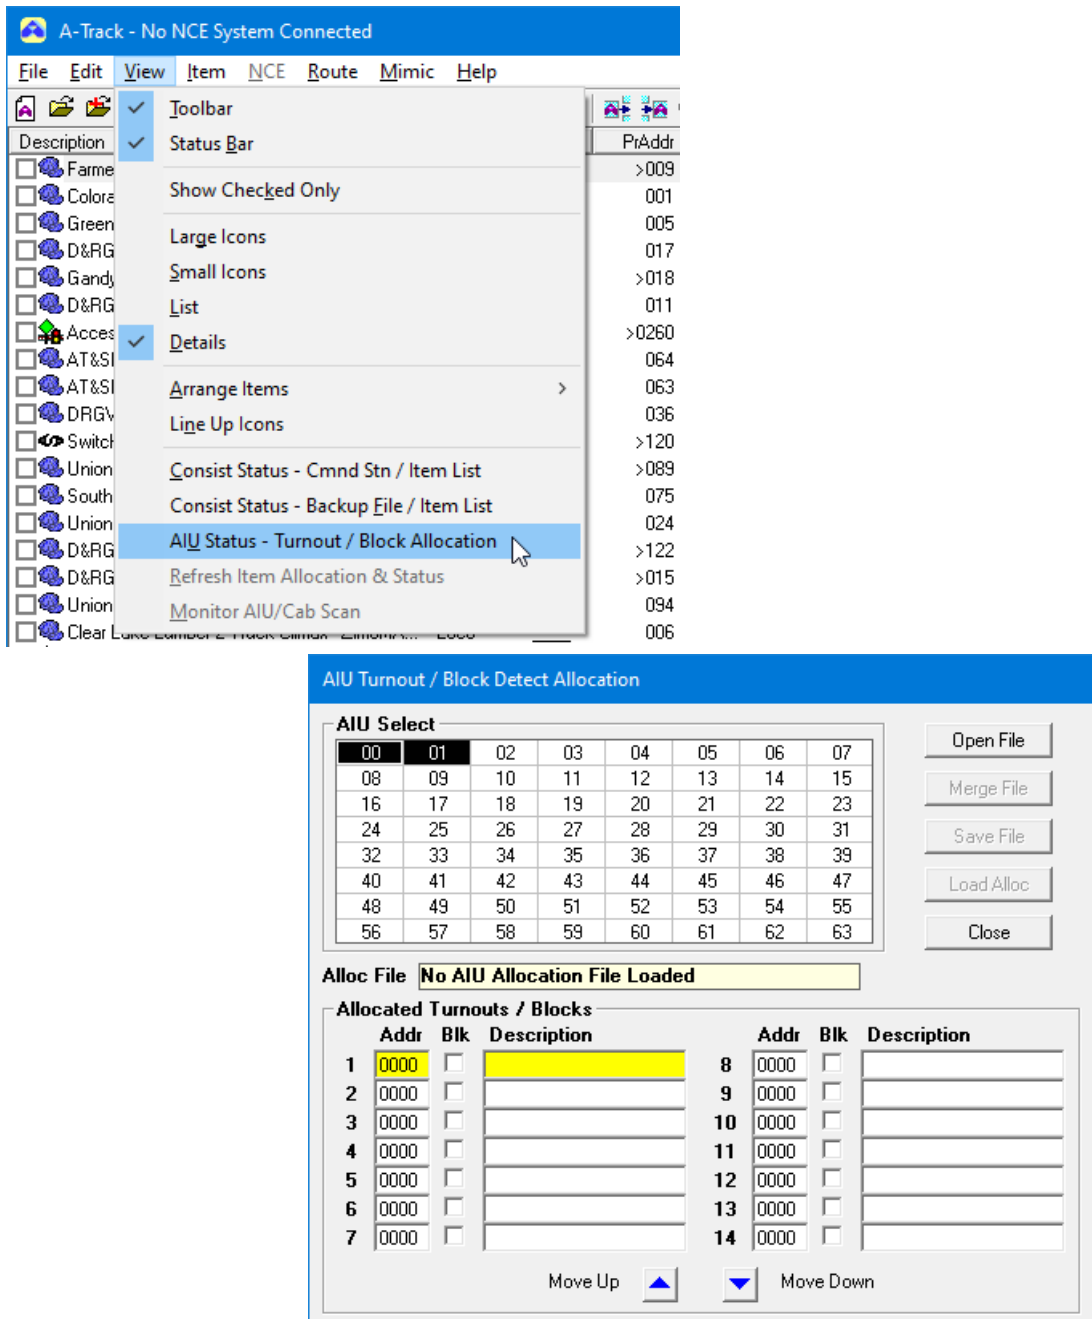 A-Track - No NCE System Connected
File Edit View Item NCE Route Mimic Help
Description PrAddr
Toolbar
Status Bar
Show Checked Only
Large Icons
Small Icons
List
Details
Arrange Items
Line Up Icons
Consist Status - Cmnd Stn / Item List
Consist Status - Backup File / Item List
AIU Status - Turnout / Block Allocation
Refresh Item Allocation & Status
Monitor AIU/Cab Scan
Farme >009
Colora 001
Green 005
D&RG 017
Gandy >018
D&RG 011
Acces >0260
AT&SI 064
AT&SI 063
DRGW 036
Switch >120
Union >089
South 075
Union 024
D&RG >122
D&RG >015
Union 094
Clear Lake Lumber 2 Truck Climax 006
AIU Turnout / Block Detect Allocation
AIU Select
00 01 02 03 04 05 06 07
08 09 10 11 12 13 14 15
16 17 18 19 20 21 22 23
24 25 26 27 28 29 30 31
32 33 34 35 36 37 38 39
40 41 42 43 44 45 46 47
48 49 50 51 52 53 54 55
56 57 58 59 60 61 62 63
Open File
Merge File
Save File
Load Alloc
Close
Alloc File No AIU Allocation File Loaded
Allocated Turnouts / Blocks
Addr Blk Description Addr Blk Description
1 0000 8 0000
2 0000 9 0000
3 0000 10 0000
4 0000 11 0000
5 0000 12 0000
6 0000 13 0000
7 0000 14 0000
Move Up Move Down